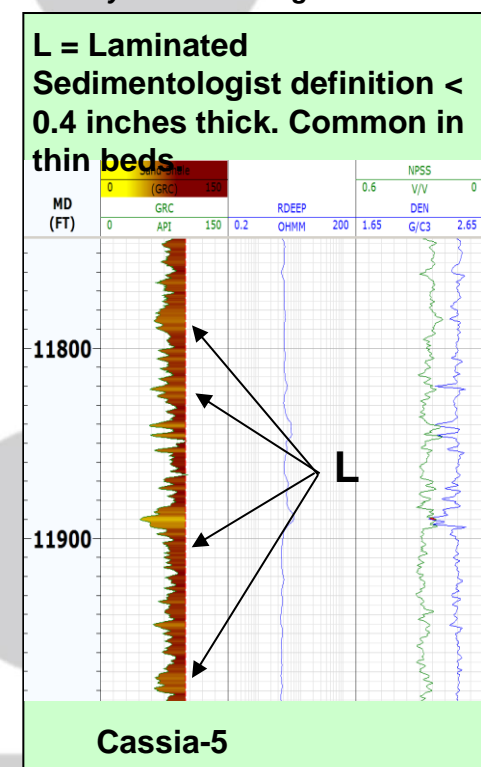 L = Laminated
Sedimentologist definition <
0.4 inches thick. Common in
thin beds.
0 (GRC) 150
NPSS
0.6 V/V 0
MD
(FT)
GRC
0 API 150
RDEEP
0.2 OHMM 200
DEN
1.65 G/C3 2.65
11800
L
11900
Cassia-5